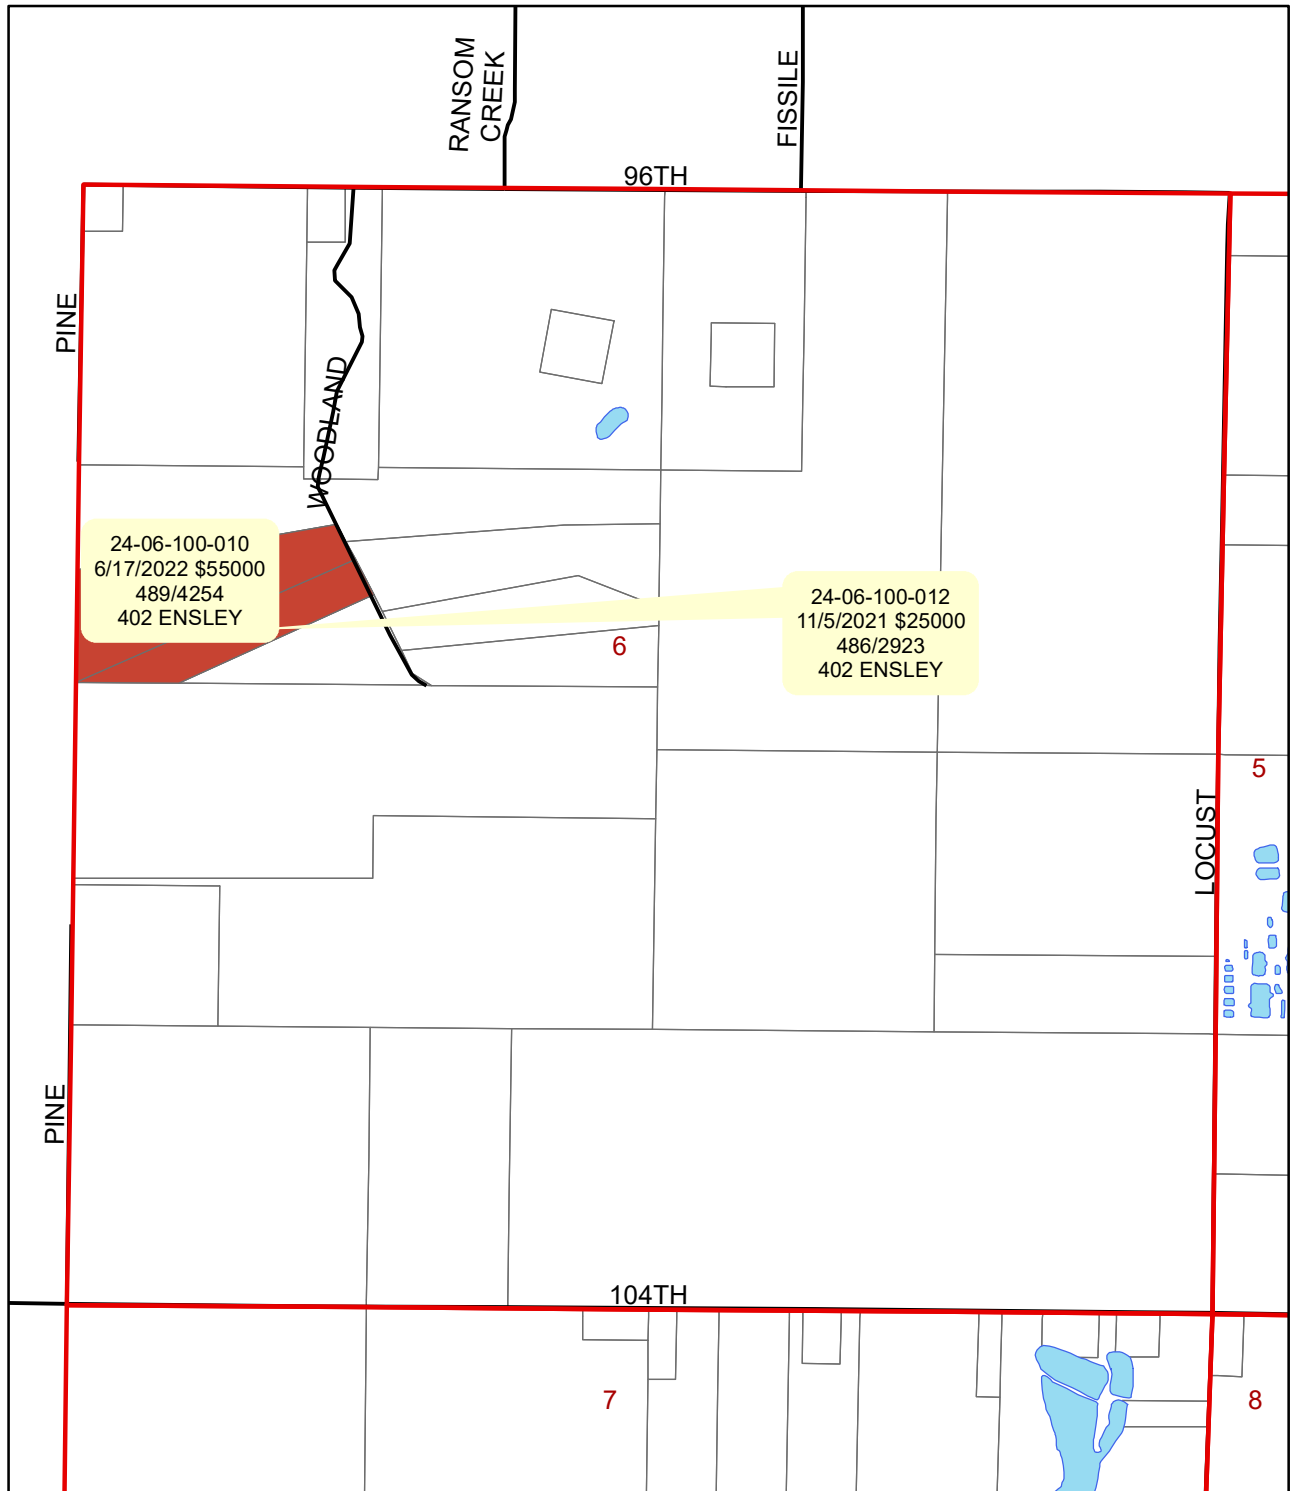 RANSOM
CREEK
FISSILE
96TH
PINE
WOODLAND
24-06-100-010
6/17/2022 $55000
489/4254
402 ENSLEY
24-06-100-012
11/5/2021 $25000
486/2923
402 ENSLEY
6
5
LOCUST
PINE
104TH
7
8